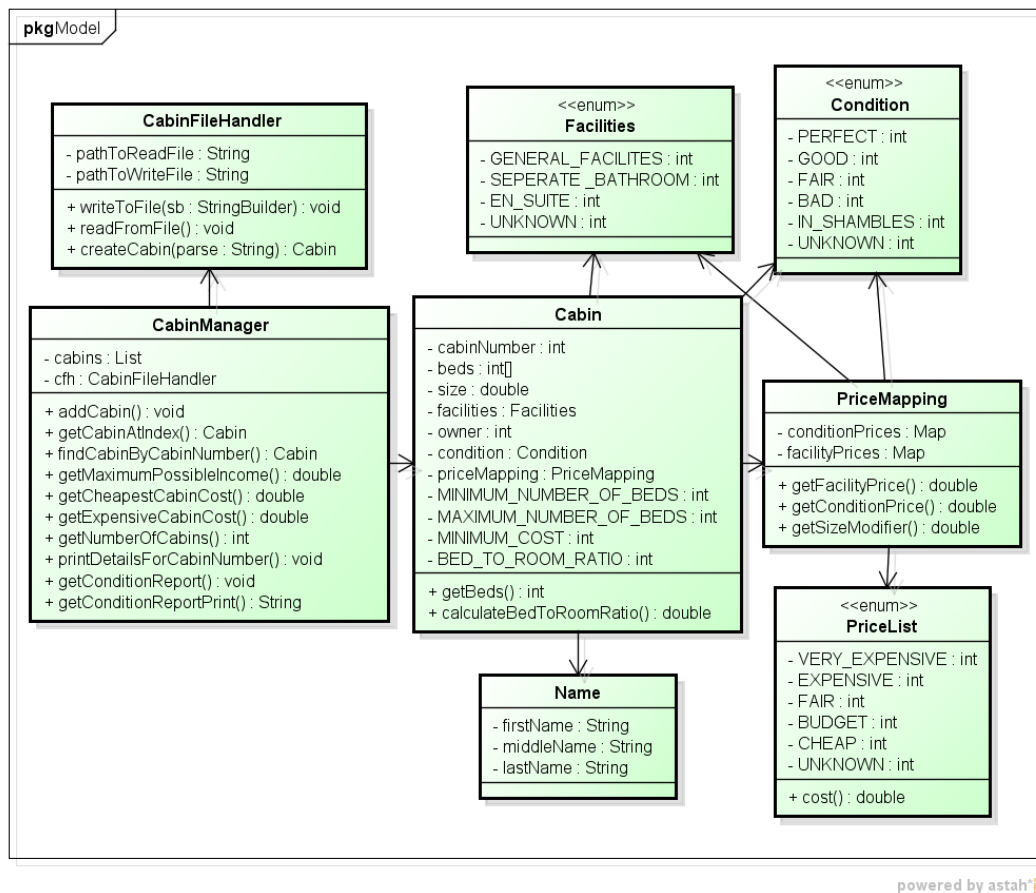 pkgModel
CabinFileHandler
- pathToReadFile : String
- pathToWriteFile : String
+ writeToFile(sb : StringBuilder) : void
+ readFromFile() : void
+ createCabin(parse : String) : Cabin
<<enum>>
Facilities
- GENERAL_FACILITES : int
- SEPERATE _BATHROOM : int
- EN_SUITE : int
- UNKNOWN : int
<<enum>>
Condition
- PERFECT : int
- GOOD : int
- FAIR : int
- BAD : int
- IN_SHAMBLES : int
- UNKNOWN : int
CabinManager
- cabins : List
- cfh : CabinFileHandler
+ addCabin() : void
+ getCabinAtIndex() : Cabin
+ findCabinByCabinNumber() : Cabin
+ getMaximumPossibleIncome() : double
+ getCheapestCabinCost() : double
+ getExpensiveCabinCost() : double
+ getNumberOfCabins() : int
+ printDetailsForCabinNumber() : void
+ getConditionReport() : void
+ getConditionReportPrint() : String
Cabin
- cabinNumber : int
- beds : int[]
- size : double
- facilities : Facilities
- owner : int
- condition : Condition
- priceMapping : PriceMapping
- MINIMUM_NUMBER_OF_BEDS : int
- MAXIMUM_NUMBER_OF_BEDS : int
- MINIMUM_COST : int
- BED_TO_ROOM_RATIO : int
+ getBeds() : int
+ calculateBedToRoomRatio() : double
PriceMapping
- conditionPrices : Map
- facilityPrices : Map
+ getFacilityPrice() : double
+ getConditionPrice() : double
+ getSizeModifier() : double
Name
- firstName : String
- middleName : String
- lastName : String
<<enum>>
PriceList
- VERY_EXPENSIVE : int
- EXPENSIVE : int
- FAIR : int
- BUDGET : int
- CHEAP : int
- UNKNOWN : int
+ cost() : double
powered by astah*